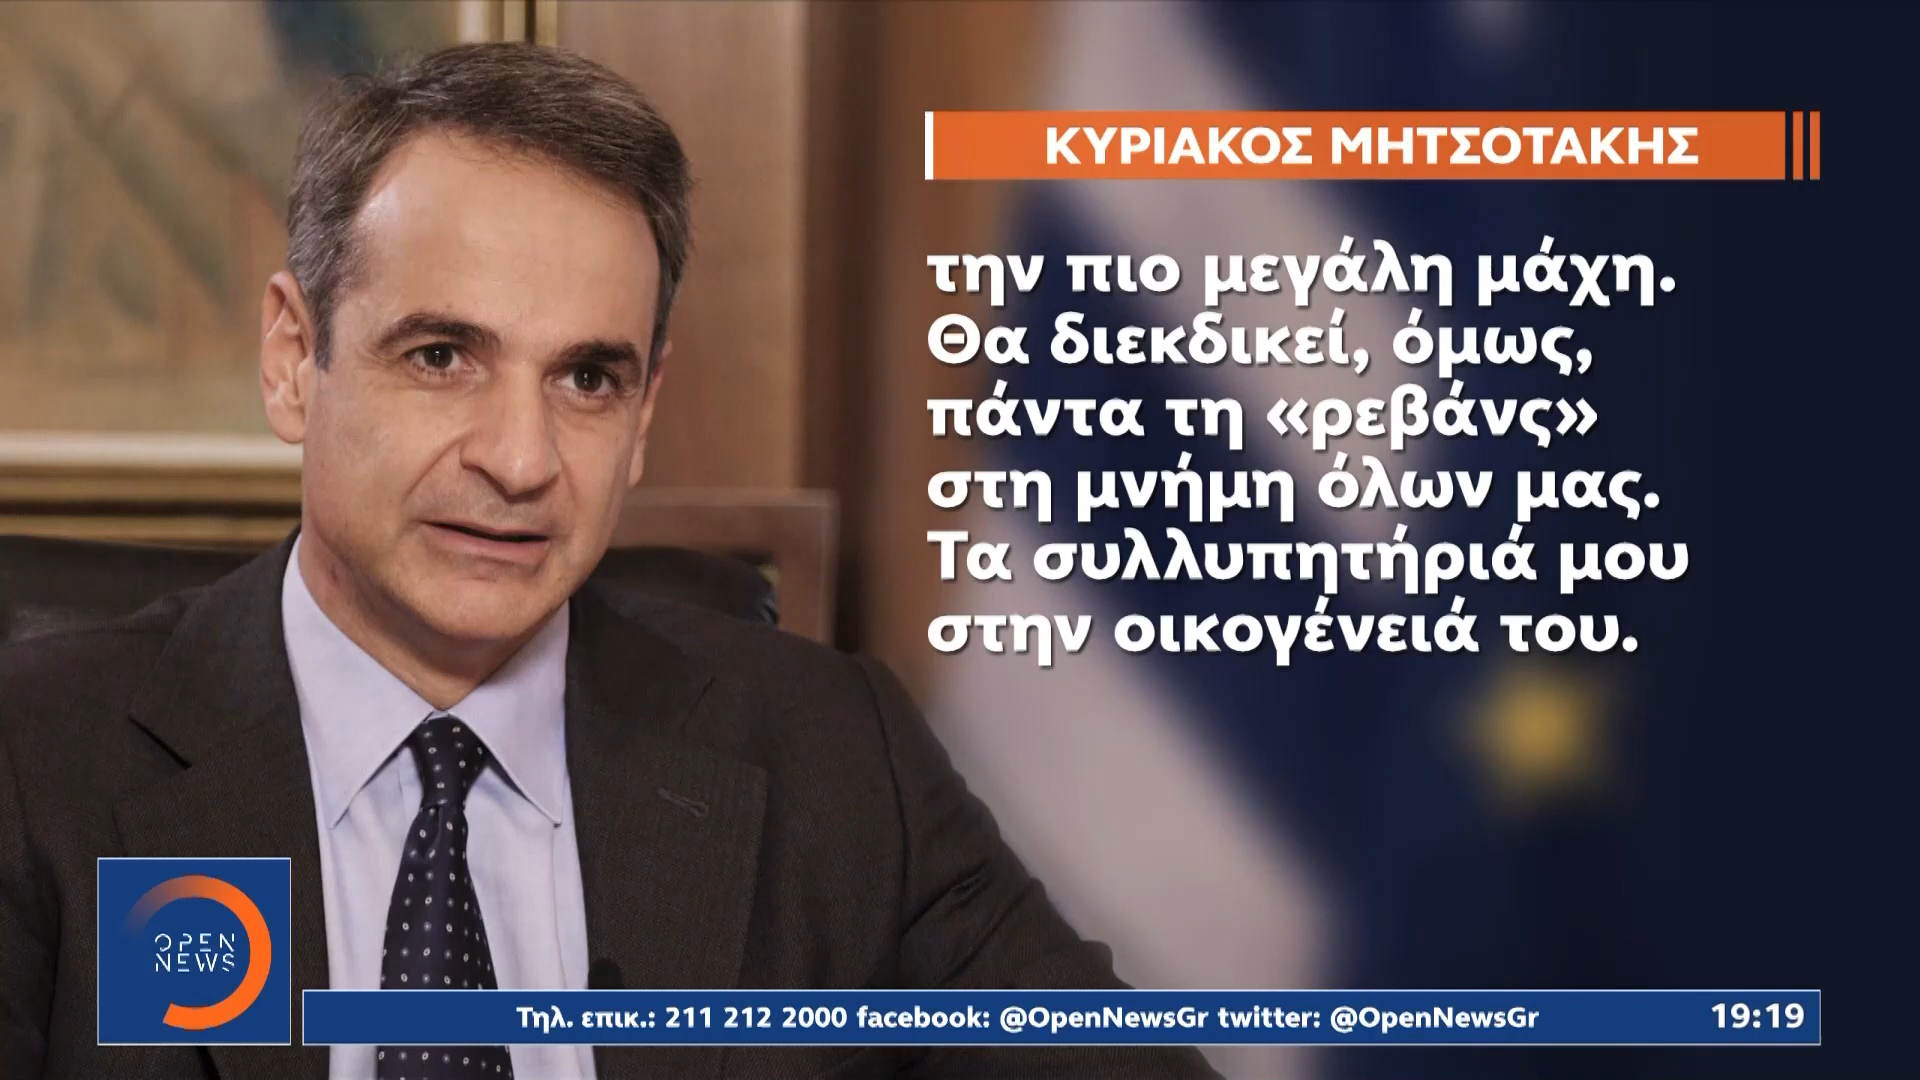 ΚΥΡΙΑΚΟΣ ΜΗΤΣΟΤΑΚΗΣ
την πιο μεγάλη μάχη.
Θα διεκδικεί, όμως,
πάντα τη «ρεβάνς»
στη μνήμη όλων μας.
Τα συλλυπητήριά μου
στην οικογένειά του.
OPEN
NEWS
Τηλ. επικ.: 211 212 2000 facebook: @OpenNewsGr twitter: @OpenNewsGr
19:19